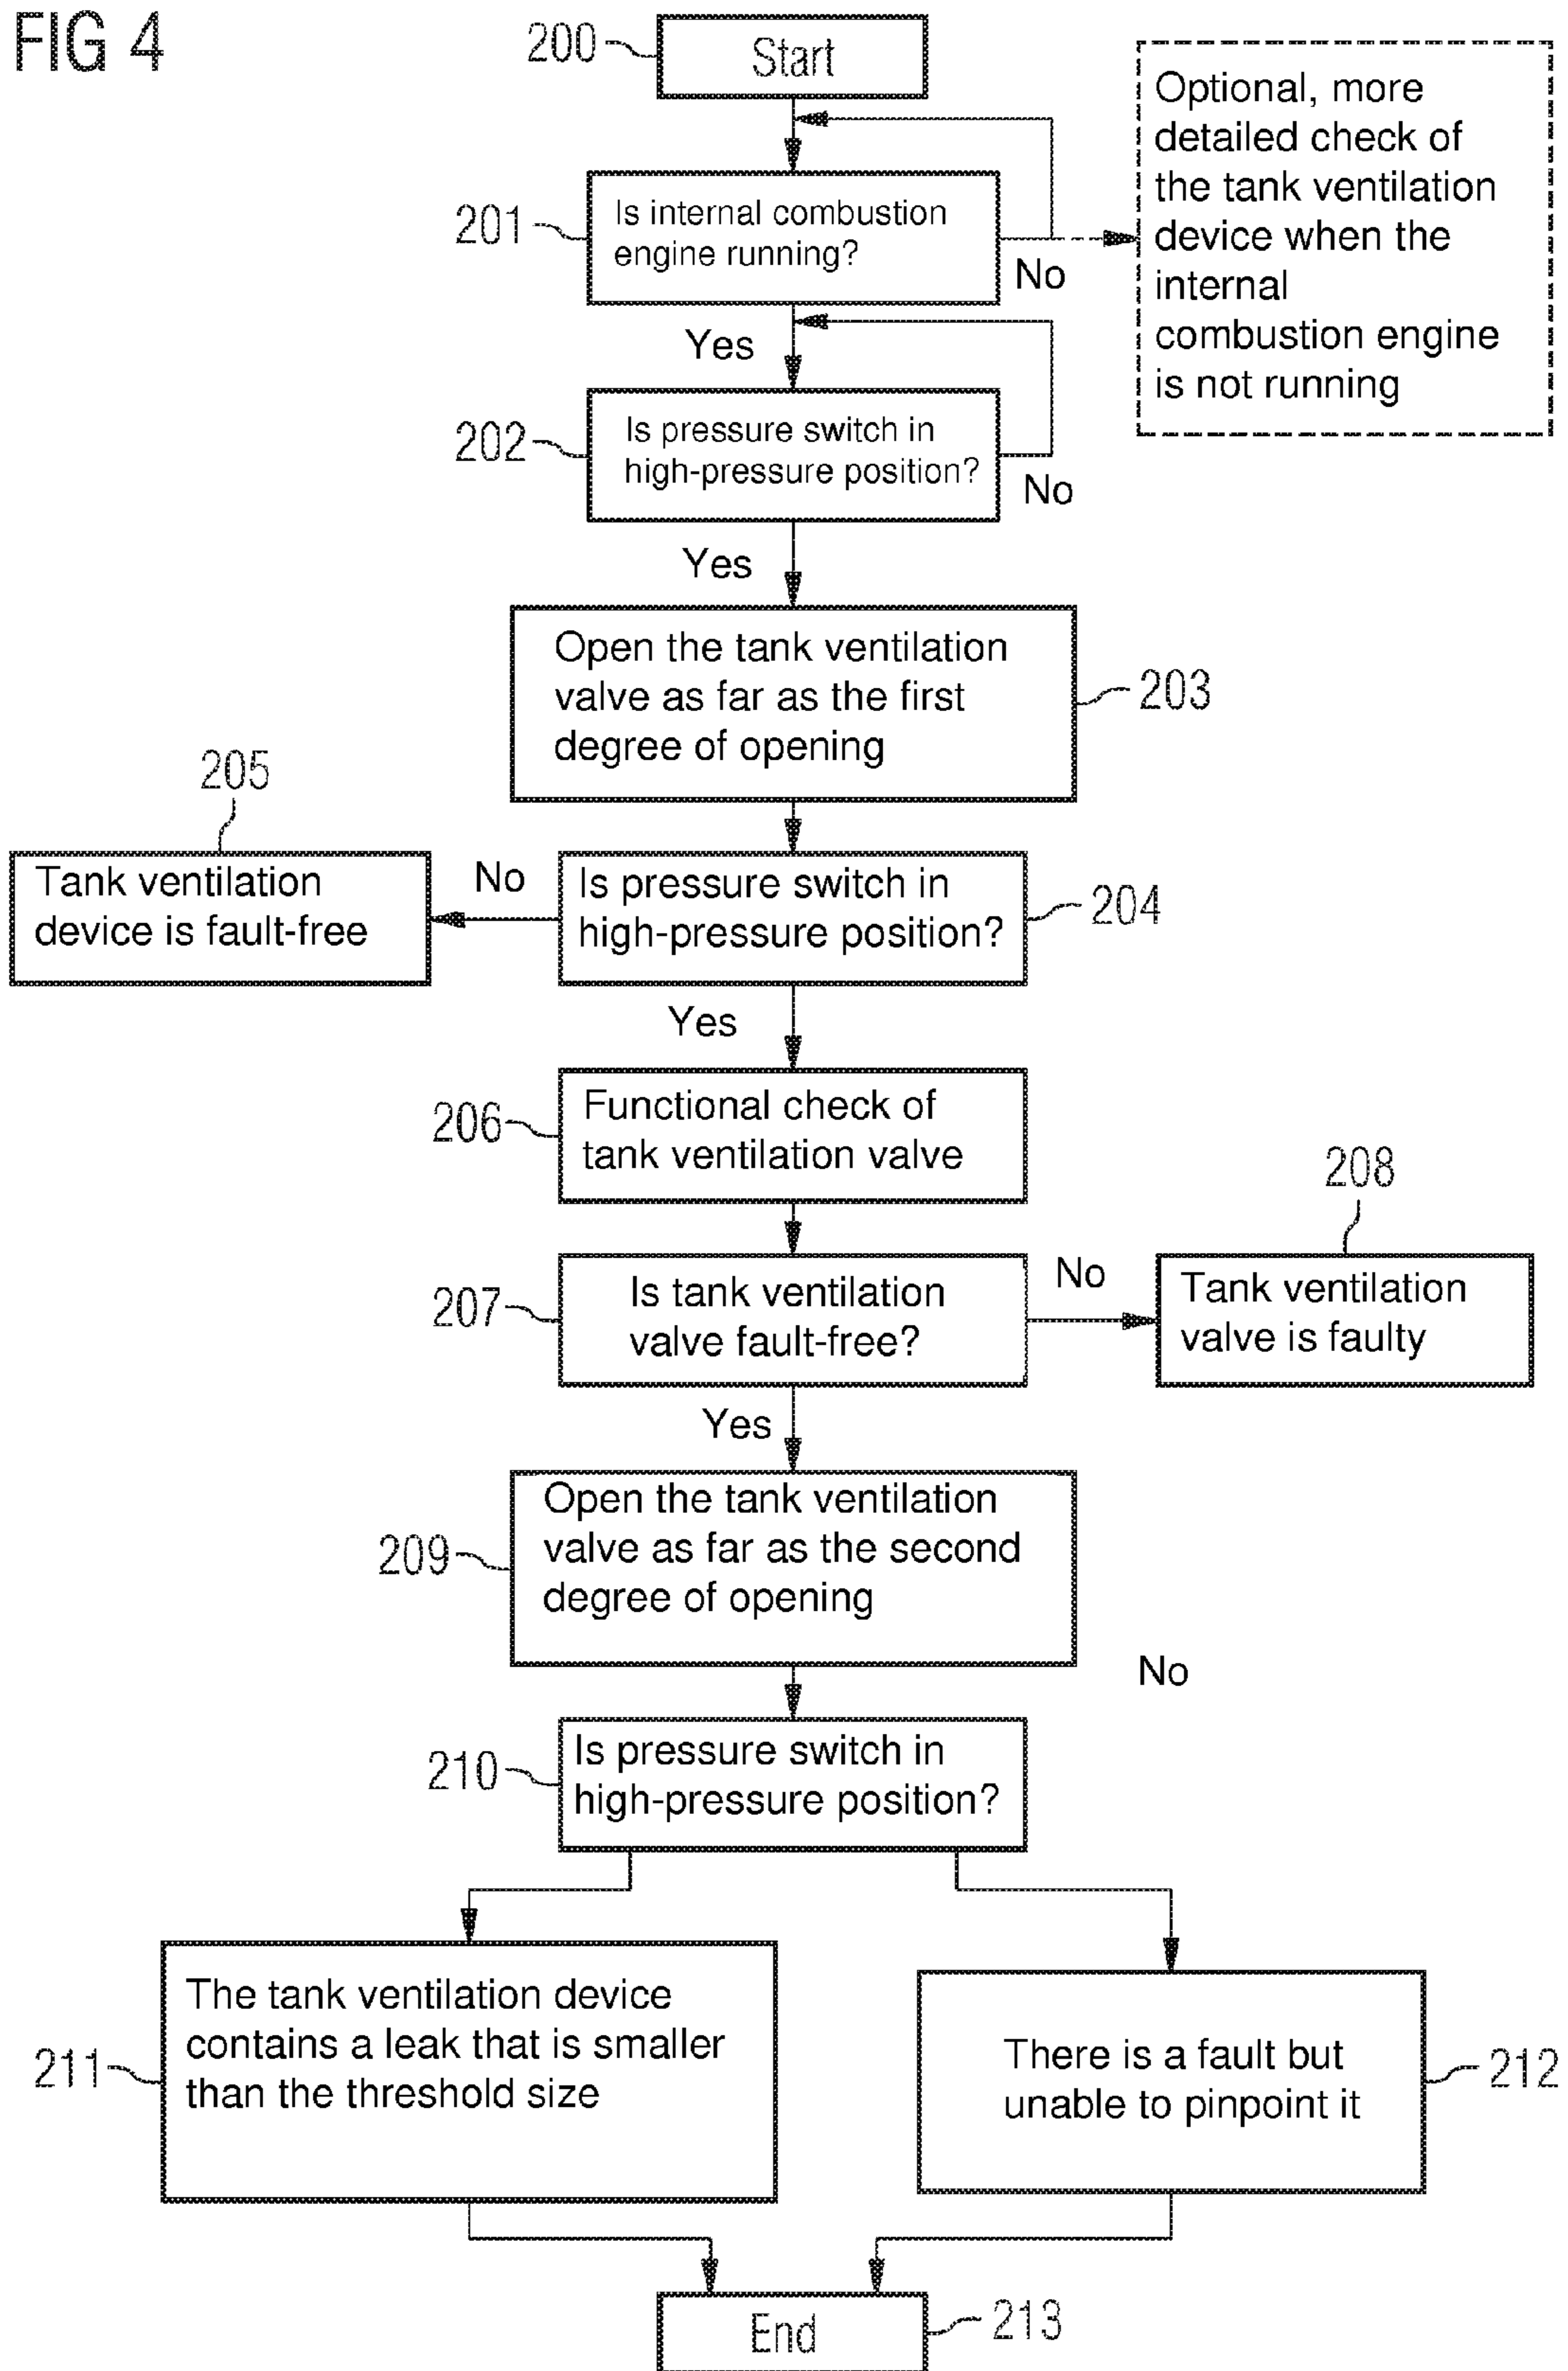 FIG 4
200
Start
Optional, more
detailed check of
the tank ventilation
device when the
internal
combustion engine
is not running
201
Is internal combustion
engine running?
No
Yes
202
Is pressure switch in
high-pressure position?
No
Yes
Open the tank ventilation
valve as far as the first
degree of opening
203
205
Tank ventilation
device is fault-free
No
Is pressure switch in
high-pressure position?
204
Yes
206
Functional check of
tank ventilation valve
208
207
Is tank ventilation
valve fault-free?
No
Tank ventilation
valve is faulty
Yes
209
Open the tank ventilation
valve as far as the second
degree of opening
No
210
Is pressure switch in
high-pressure position?
211
The tank ventilation device
contains a leak that is smaller
than the threshold size
There is a fault but
unable to pinpoint it
212
End
213